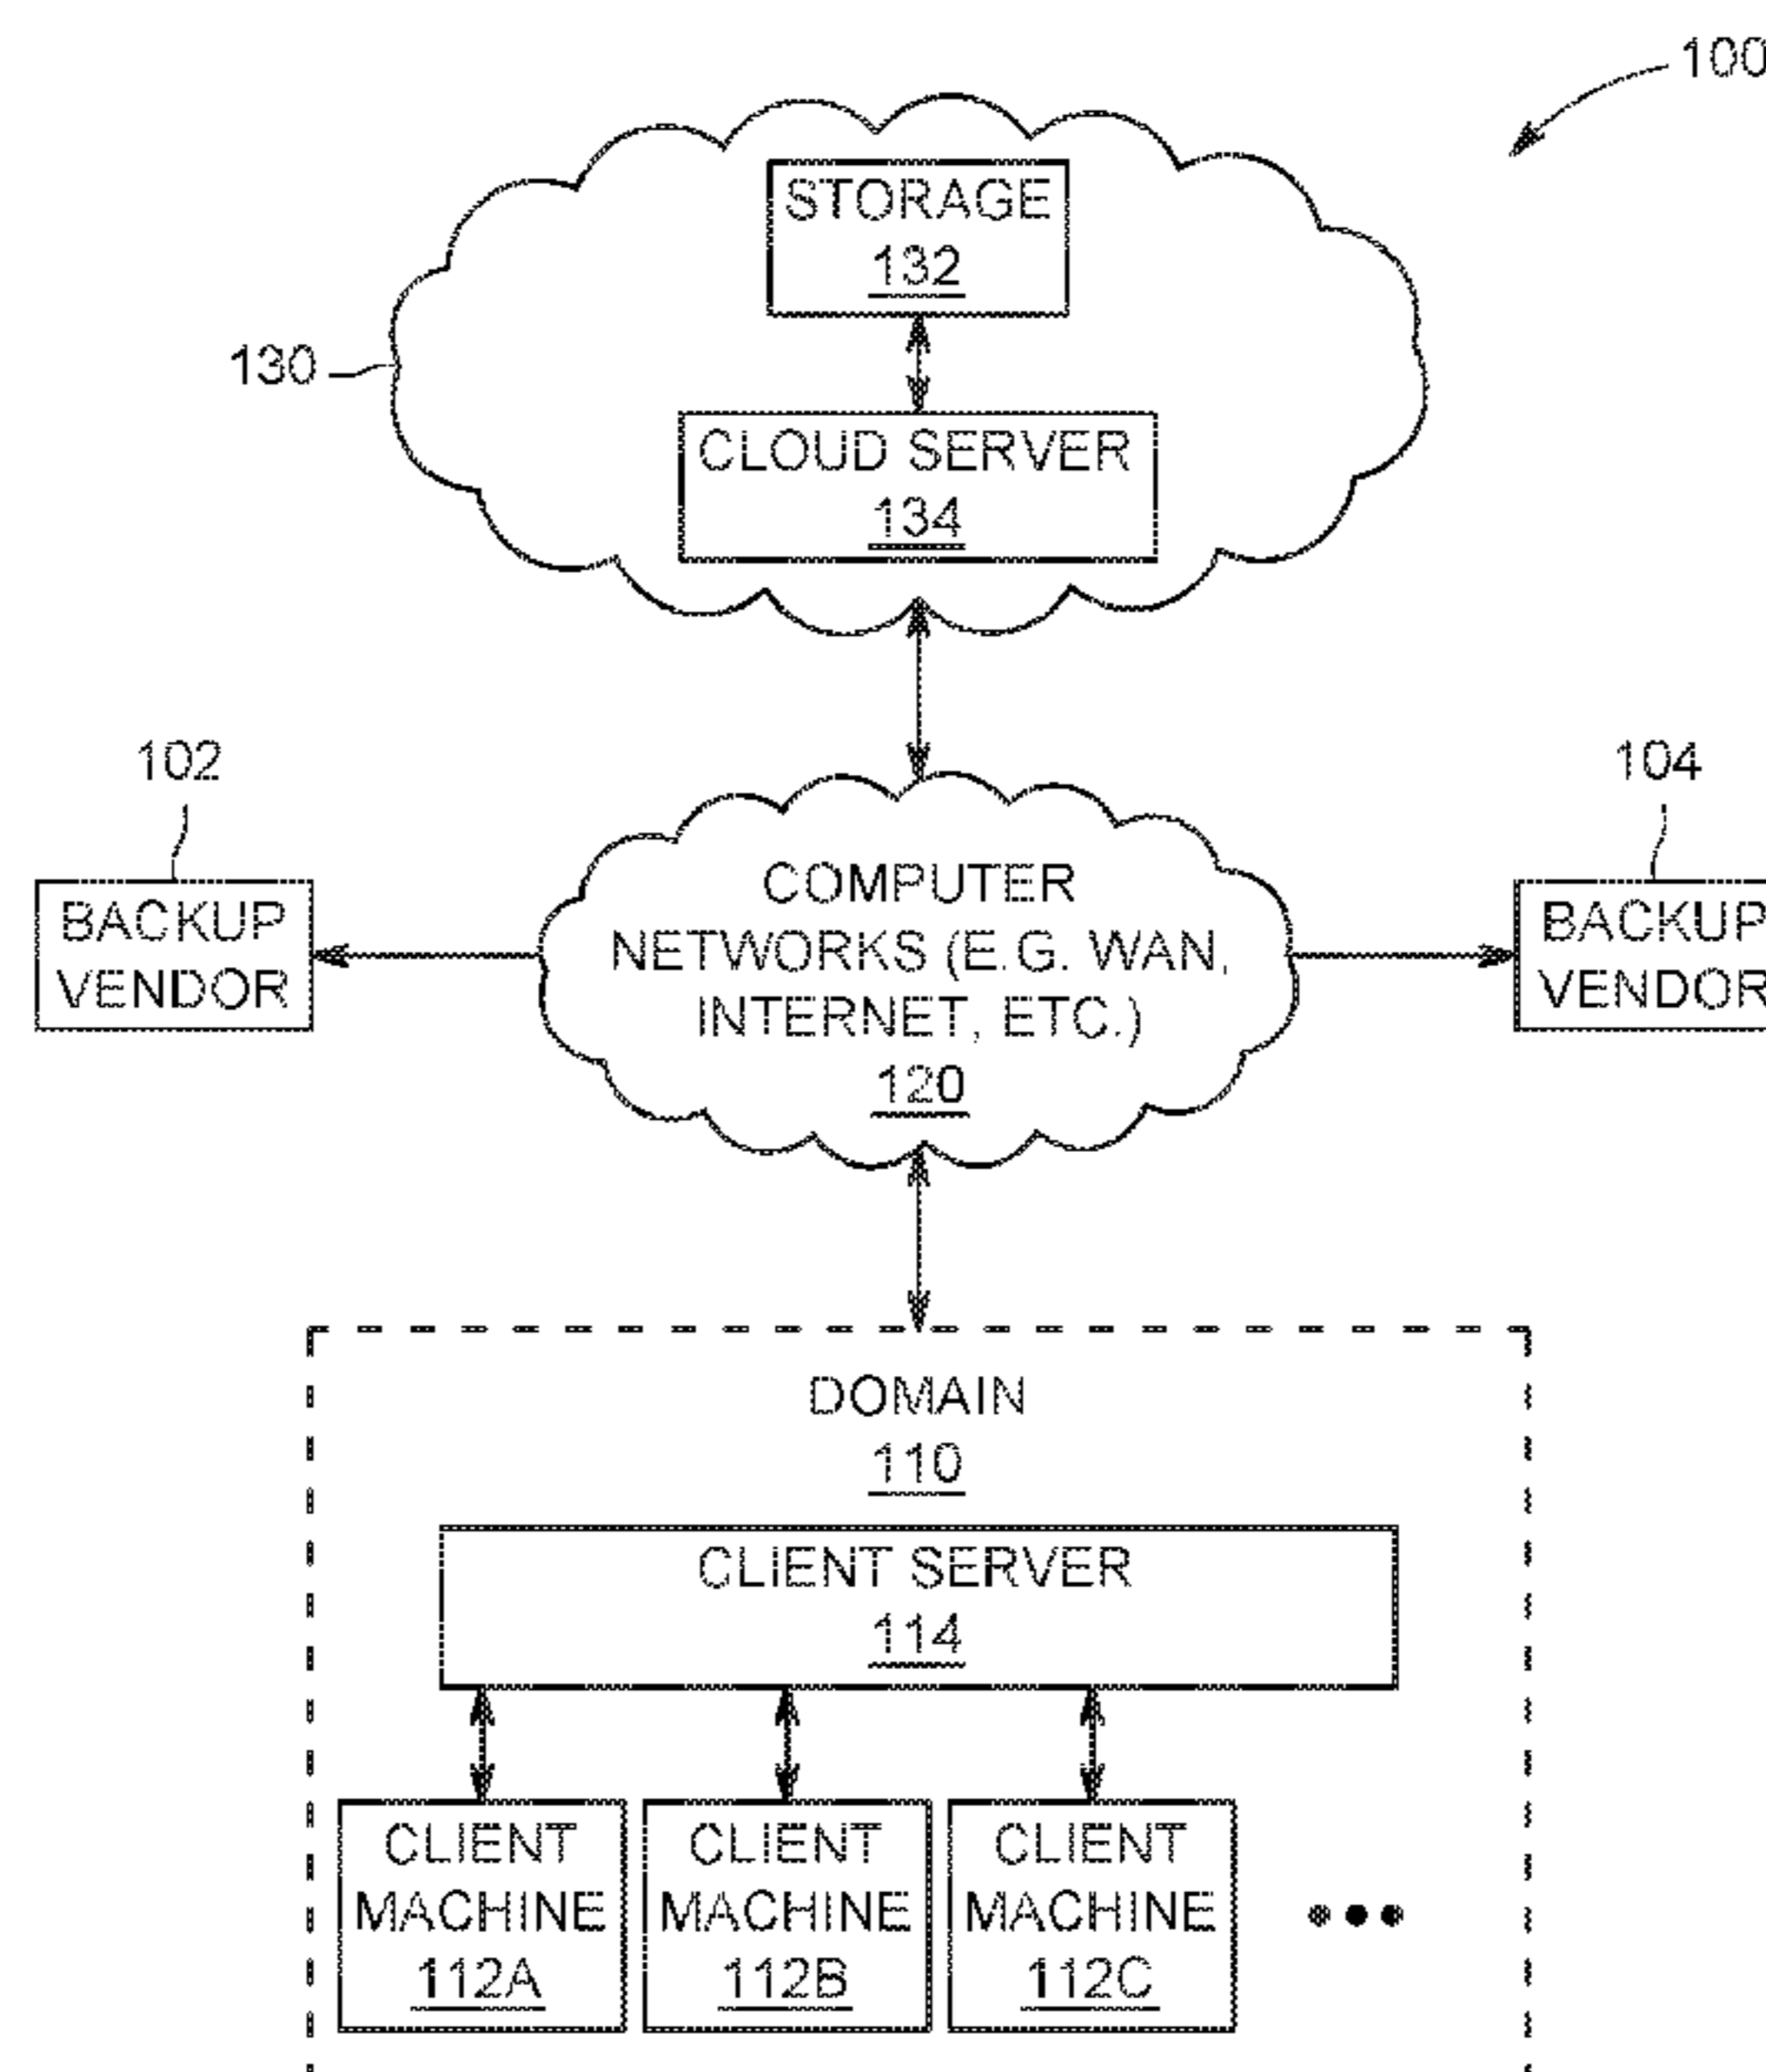 100
STORAGE
132
130
CLOUD SERVER
134
102
104
BACKUP
VENDOR
COMPUTER
NETWORKS (E.G. WAN,
INTERNET, ETC.)
120
BACKUP
VENDOR
DOMAIN
110
CLIENT SERVER
114
CLIENT
MACHINE
112A
CLIENT
MACHINE
112B
CLIENT
MACHINE
112C